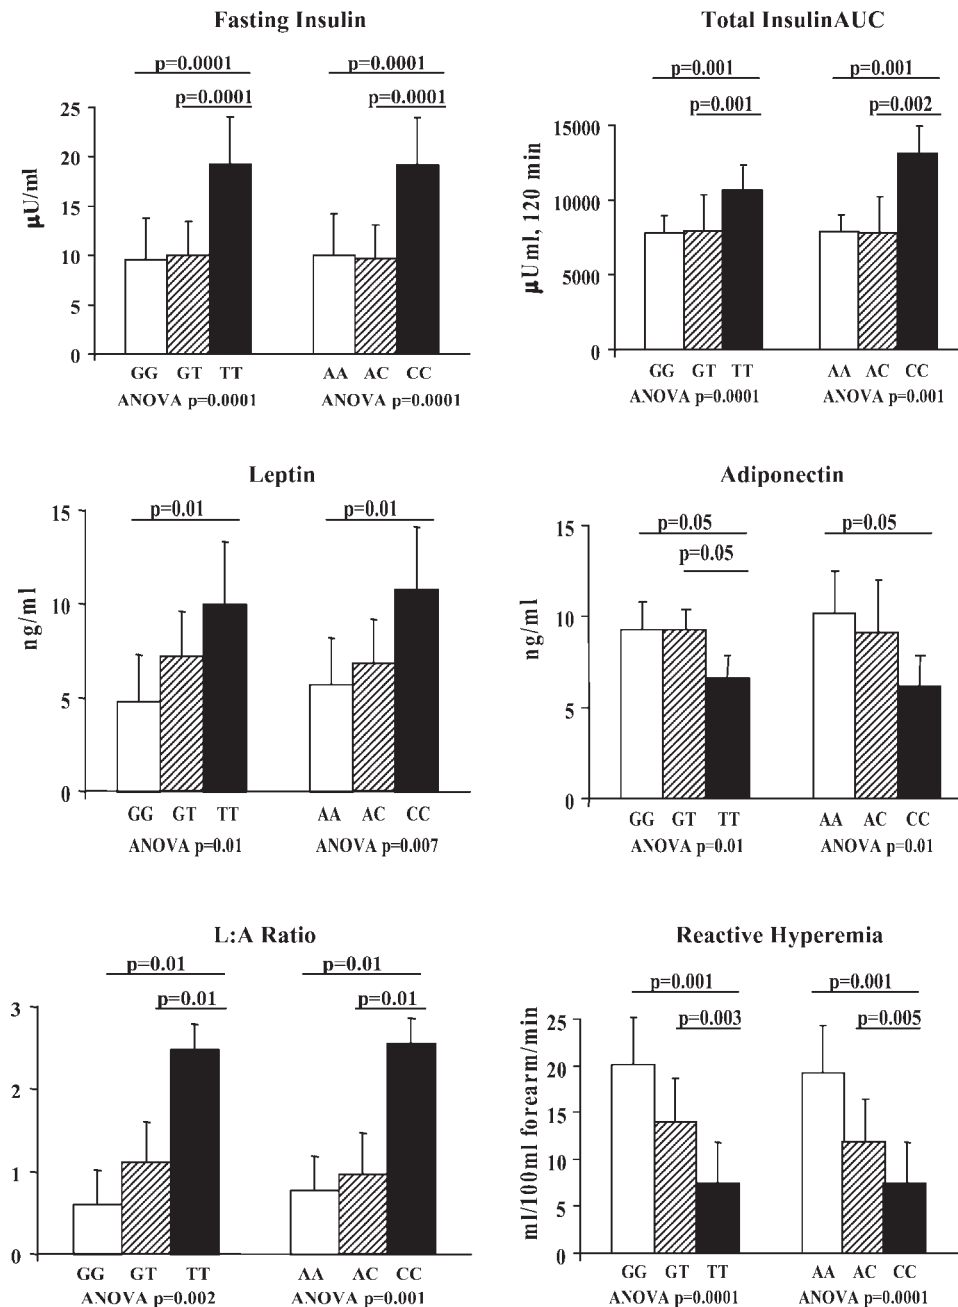 Fasting Insulin
p=0.0001 p=0.0001
p=0.0001 p=0.0001
25
20
15
10
5
0
µU/ml
GG GT TT AA AC CC
ANOVA p=0.0001 ANOVA p=0.0001
Total InsulinAUC
p=0.001 p=0.001
p=0.001 p=0.002
15000
10000
5000
0
µUml, 120 min
GG GT TT AA AC CC
ANOVA p=0.0001 ANOVA p=0.001
Leptin
p=0.01 p=0.01
15
10
5
0
ng/ml
GG GT TT AA AC CC
ANOVA p=0.01 ANOVA p=0.007
Adiponectin
p=0.05 p=0.05
p=0.05
15
10
5
0
ng/ml
GG GT TT AA AC CC
ANOVA p=0.01 ANOVA p=0.01
L:A Ratio
p=0.01 p=0.01
p=0.01 p=0.01
3
2
1
0
GG GT TT AA AC CC
ANOVA p=0.002 ANOVA p=0.001
Reactive Hyperemia
p=0.001 p=0.001
p=0.003 p=0.005
25
20
15
10
5
0
ml/100ml forearm/min
GG GT TT AA AC CC
ANOVA p=0.0001 ANOVA p=0.0001